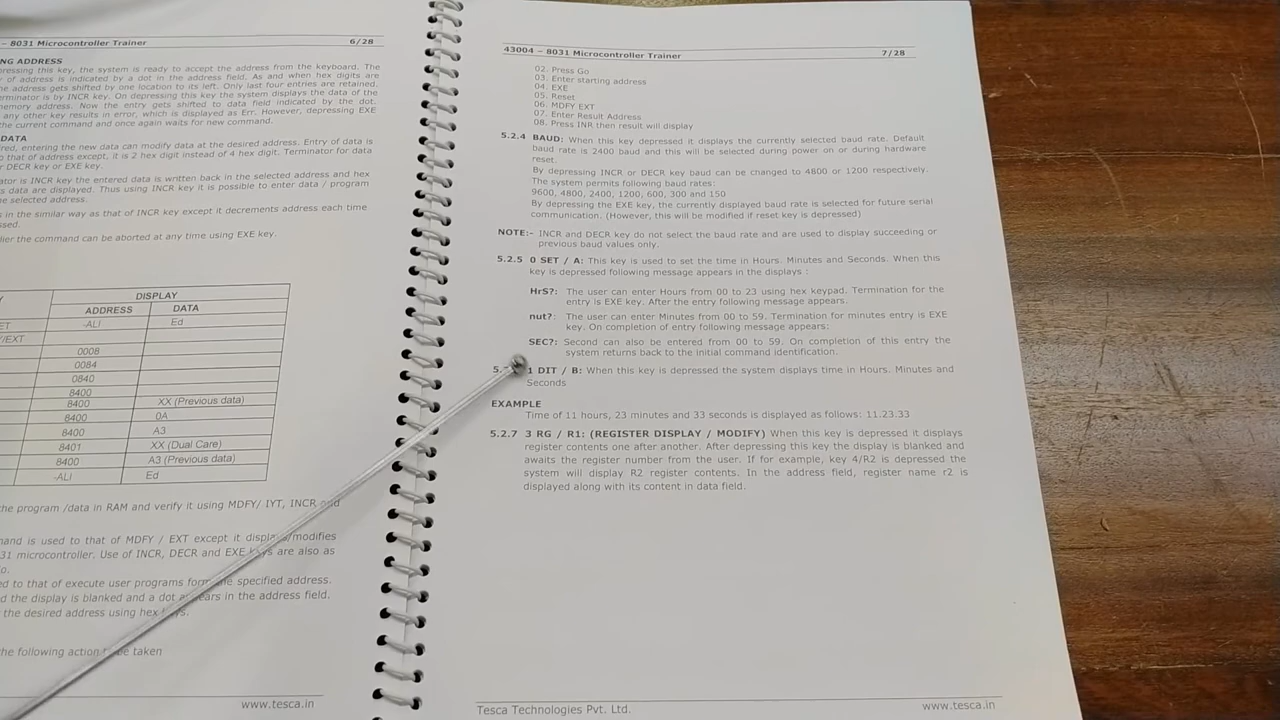 – 8031 Microcontroller Trainer 6/28
NG ADDRESS
pressing this key, the system is ready to accept the address from the keyboard. The
of address is indicated by a dot in the address field. As and when hex digits are
the address gets shifted by one location to its left. Only last four entries are retained.
erminator is by INCR key. On depressing this key the system displays the data of the
memory address. Now the entry gets shifted to data field indicated by the dot.
any other key results in error, which is displayed as Err. However, depressing EXE
the current command and once again waits for new command.
DATA
red, entering the new data can modify data at the desired address. Entry of data is
to that of address except, it is 2 hex digit instead of 4 hex digit. Terminator for data
r DECR key or EXE key.
ator is INCR key the entered data is written back in the selected address and hex
s data are displayed. Thus using INCR key it is possible to enter data / program
he selected address.
s in the similar way as that of INCR key except it decrements address each time
ssed.
lier the command can be aborted at any time using EXE key.
Y DISPLAY
ADDRESS DATA
ET -ALI Ed
Y/EXT
0008
0084
0840
8400
8400 XX (Previous data)
8400 0A
8400 A3
8401 XX (Dual Care)
8400 A3 (Previous data)
-ALI Ed
the program /data in RAM and verify it using MDFY/ IYT, INCR and
mand is used to that of MDFY / EXT except it displays/modifies
31 microcontroller. Use of INCR, DECR and EXE keys are also as
o.
ed to that of execute user programs form the specified address.
d the display is blanked and a dot appears in the address field.
the desired address using hex keys.
the following action to be taken
www.tesca.in
43004 – 8031 Microcontroller Trainer 7/28
02. Press Go
03. Enter starting address
04. EXE
05. Reset
06. MDFY EXT
07. Enter Result Address
08. Press INR then result will display
5.2.4 BAUD: When this key depressed it displays the currently selected baud rate. Default
baud rate is 2400 baud and this will be selected during power on or during hardware
reset.
By depressing INCR or DECR key baud can be changed to 4800 or 1200 respectively.
The system permits following baud rates:
9600, 4800, 2400, 1200, 600, 300 and 150
By depressing the EXE key, the currently displayed baud rate is selected for future serial
communication. (However, this will be modified if reset key is depressed)
NOTE:- INCR and DECR key do not select the baud rate and are used to display succeeding or
previous baud values only.
5.2.5 0 SET / A: This key is used to set the time in Hours. Minutes and Seconds. When this
key is depressed following message appears in the displays :
HrS?: The user can enter Hours from 00 to 23 using hex keypad. Termination for the
entry is EXE key. After the entry following message appears.
nut?: The user can enter Minutes from 00 to 59. Termination for minutes entry is EXE
key. On completion of entry following message appears:
SEC?: Second can also be entered from 00 to 59. On completion of this entry the
system returns back to the initial command identification.
5. 1 DIT / B: When this key is depressed the system displays time in Hours. Minutes and
Seconds
EXAMPLE
Time of 11 hours, 23 minutes and 33 seconds is displayed as follows: 11.23.33
5.2.7 3 RG / R1: (REGISTER DISPLAY / MODIFY) When this key is depressed it displays
register contents one after another. After depressing this key the display is blanked and
awaits the register number from the user. If for example, key 4/R2 is depressed the
system will display R2 register contents. In the address field, register name r2 is
displayed along with its content in data field.
Tesca Technologies Pvt. Ltd. www.tesca.in